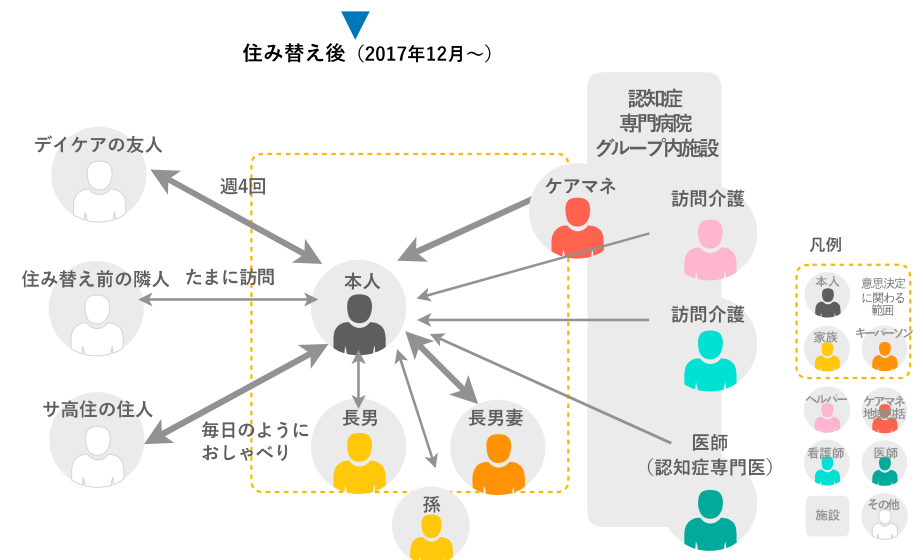 住み替え後（2017年12月〜）
認知症
専門病院
グループ内施設
デイケアの友人
週4回
ケアマネ
訪問介護
住み替え前の隣人
たまに訪問
本人
訪問介護
サ高住の住人
毎日のように
おしゃべり
長男
長男妻
医師
（認知症専門医）
孫
凡例
本人
意思決定
に関わる
範囲
家族
キーパーソン
ヘルパー
ケアマネ
地域包括
看護師
医師
施設
その他